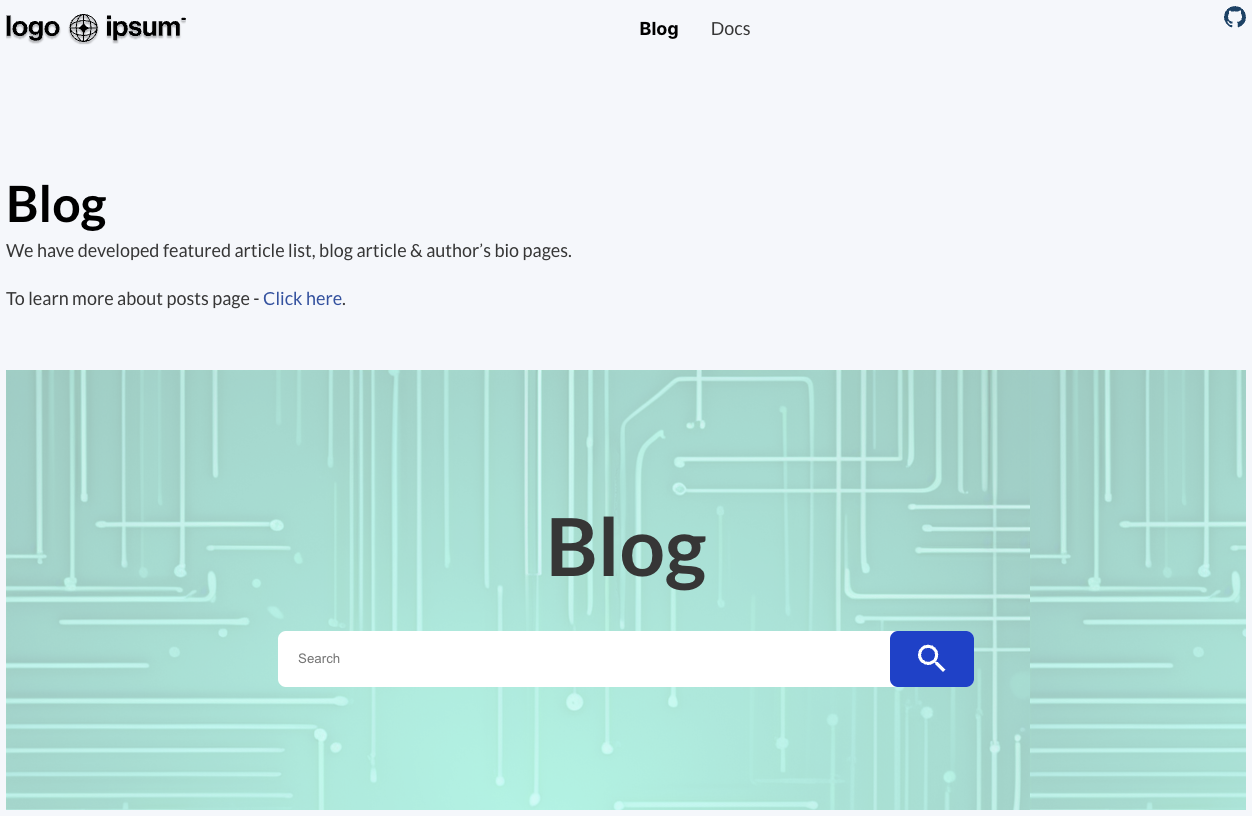 logo ipsum
Blog
Docs
Blog
We have developed featured article list, blog article & author’s bio pages.
To learn more about posts page - Click here.
Blog
Search